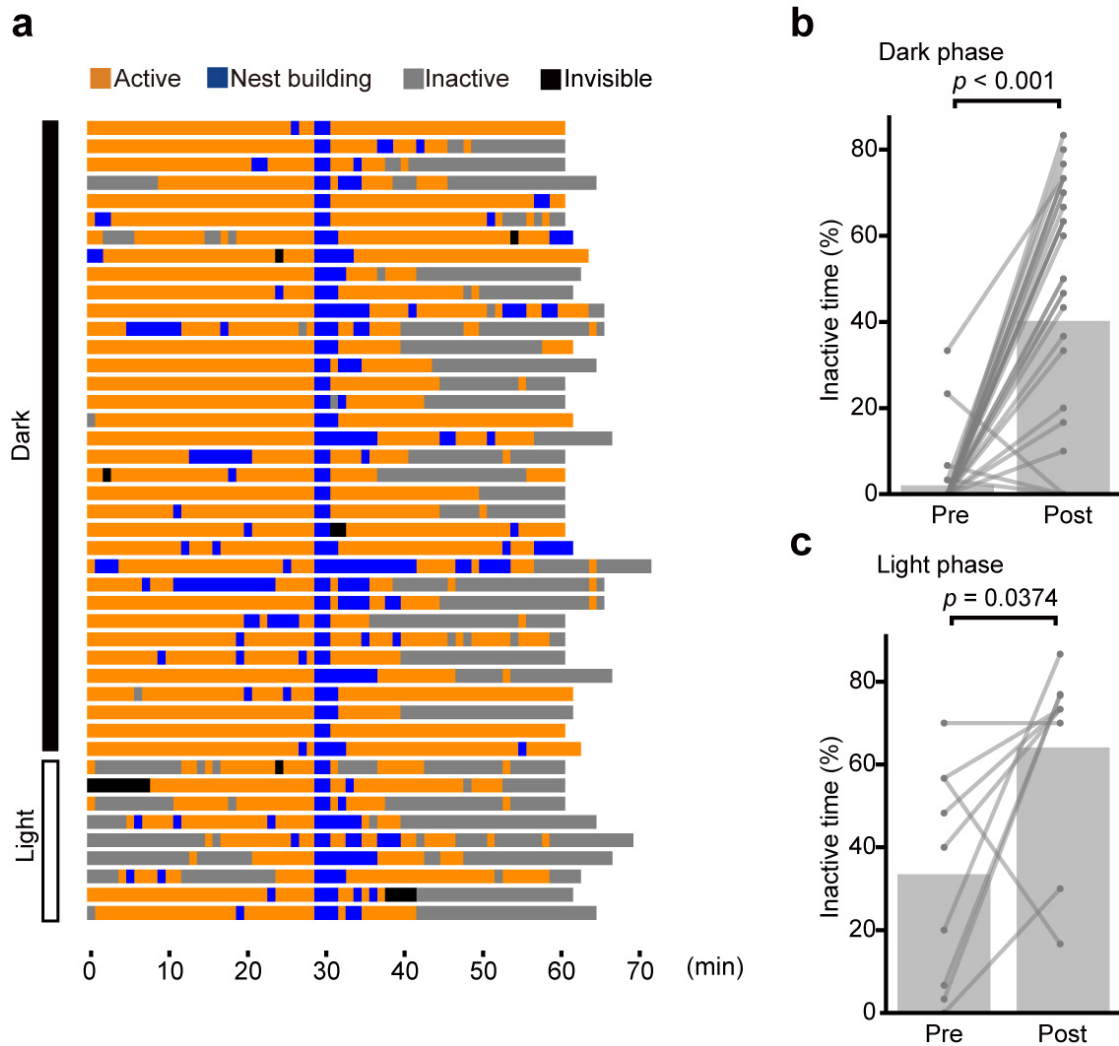 a
Active Nest building Inactive Invisible
Dark
Light
0 10 20 30 40 50 60 70 (min)
b
Dark phase
p < 0.001
Inactive time (%)
80
60
40
20
0
Pre Post
c
Light phase
p = 0.0374
Inactive time (%)
80
60
40
20
0
Pre Post